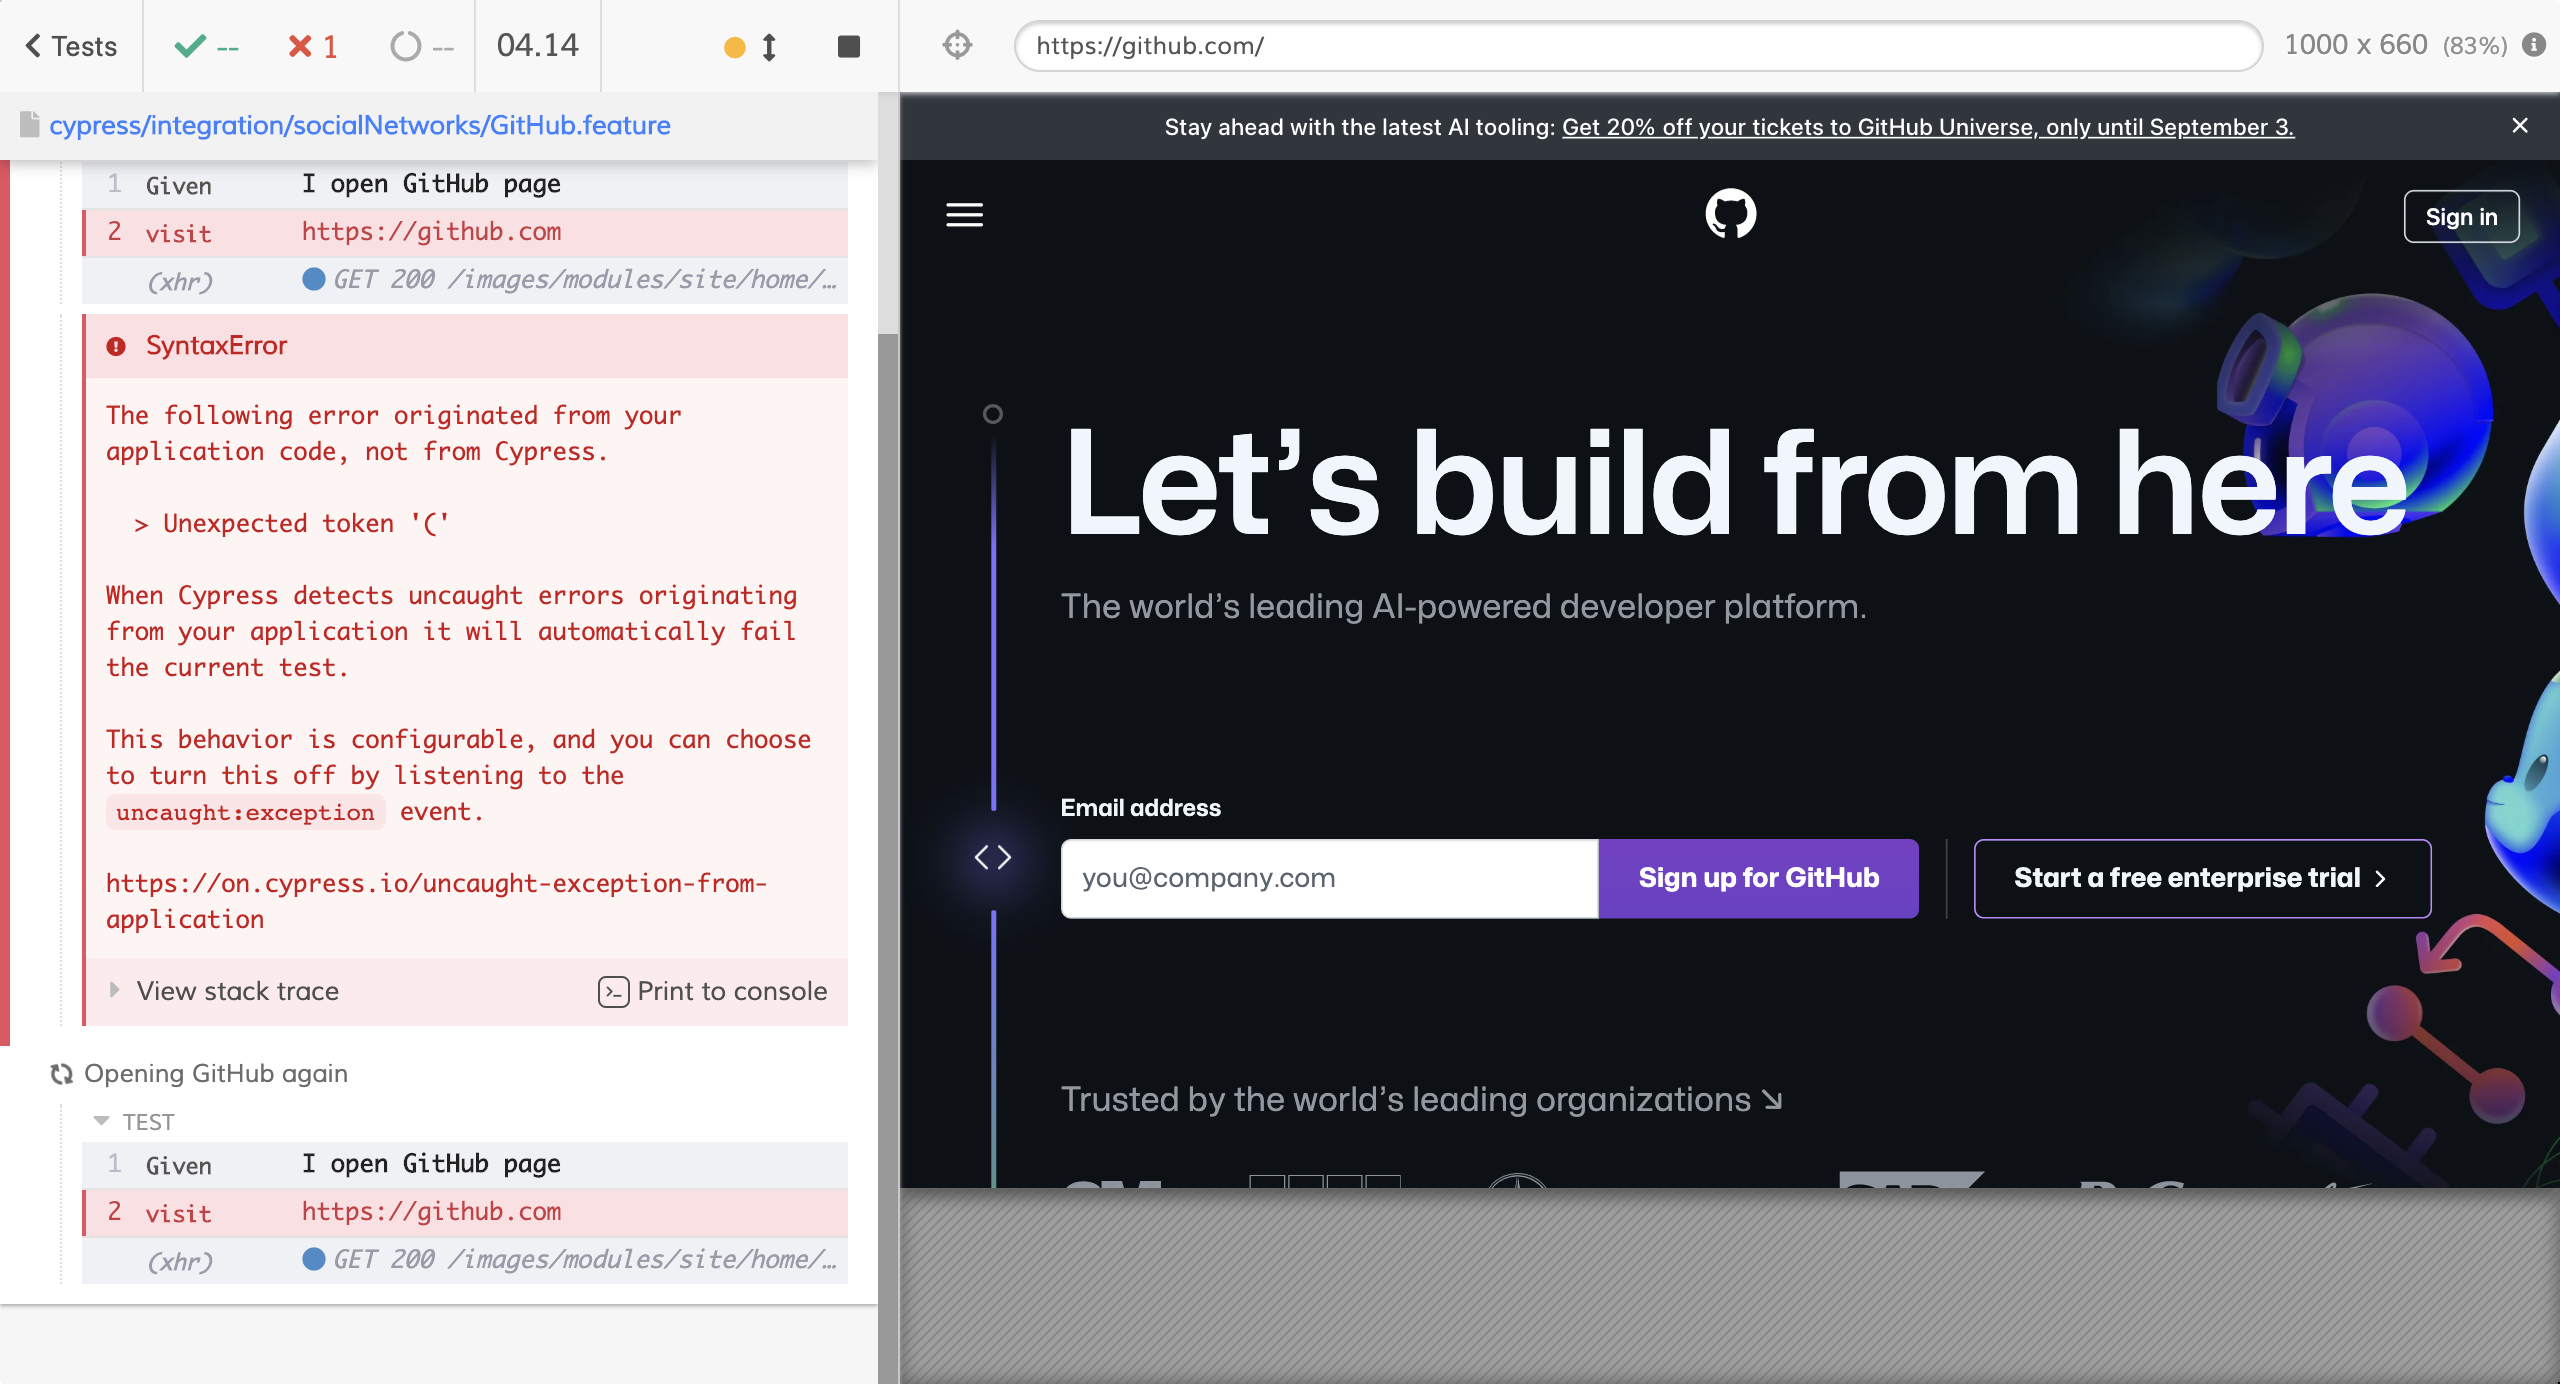 Tests
--
1
--
04.14
https://github.com/
1000 x 660 (83%)
cypress/integration/socialNetworks/GitHub.feature
1 Given I open GitHub page
2 visit https://github.com
(xhr) GET 200 /images/modules/site/home/…
SyntaxError
The following error originated from your
application code, not from Cypress.
> Unexpected token '('
When Cypress detects uncaught errors originating
from your application it will automatically fail
the current test.
This behavior is configurable, and you can choose
to turn this off by listening to the
uncaught:exception event.
https://on.cypress.io/uncaught-exception-from-
application
View stack trace
Print to console
Opening GitHub again
TEST
1 Given I open GitHub page
2 visit https://github.com
(xhr) GET 200 /images/modules/site/home/…
Stay ahead with the latest AI tooling: Get 20% off your tickets to GitHub Universe, only until September 3.
Sign in
Let’s build from here
The world’s leading AI-powered developer platform.
Email address
you@company.com
Sign up for GitHub
Start a free enterprise trial
Trusted by the world’s leading organizations